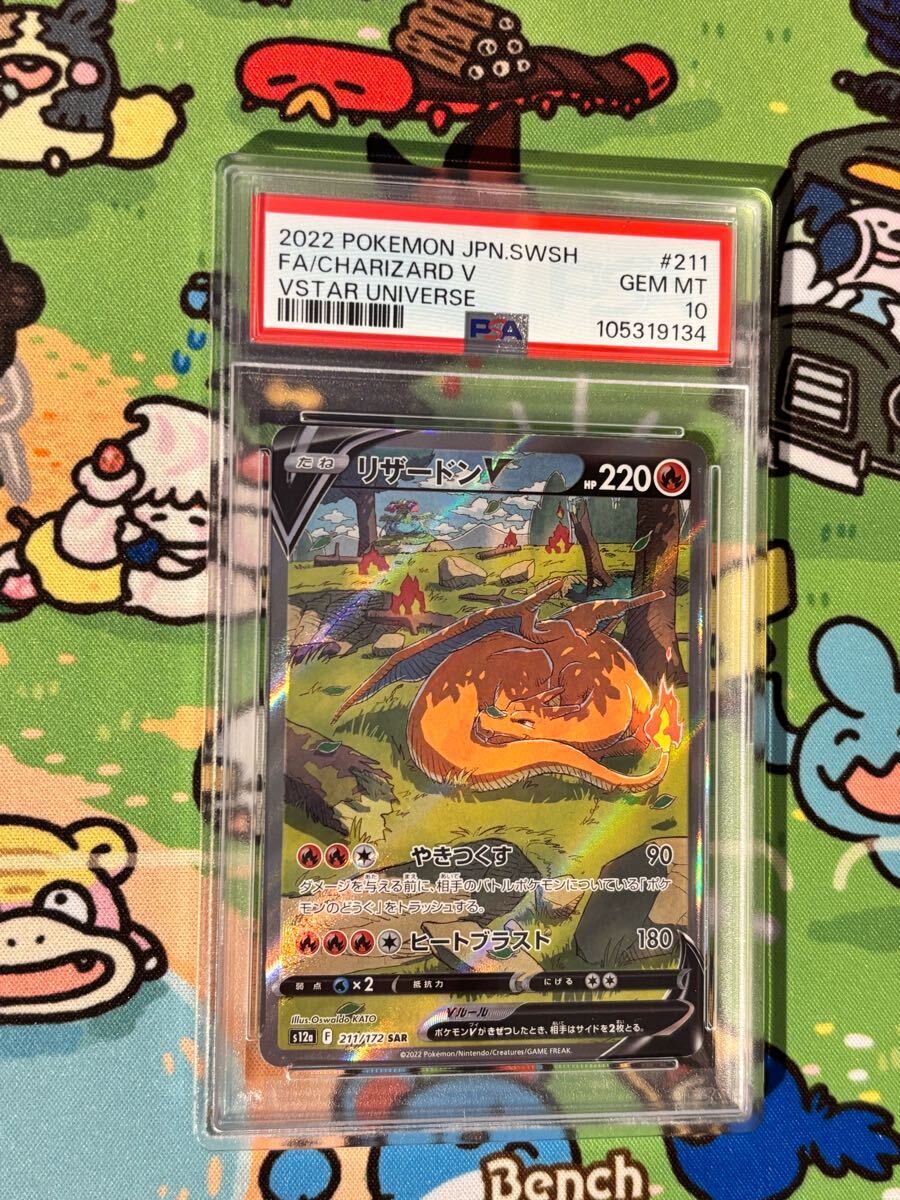 2022 POKEMON JPN.SWSH #211
FA/CHARIZARD V GEM MT
VSTAR UNIVERSE 10
PSA 105319134
たね リザードンV HP 220
やきつくす 90
ダメージを与える前に、相手のバトルポケモンについている「ポケ
モンのどうぐ」をトラッシュする。
ヒートブラスト 180
弱点 ×2 抵抗力 にげる
Illus. Oswaldo KATO
Vルール
ポケモンVがきぜつしたとき、相手はサイドを2枚とる。
s12a F 211/172 SAR
©2022 Pokémon/Nintendo/Creatures/GAME FREAK.
Bench